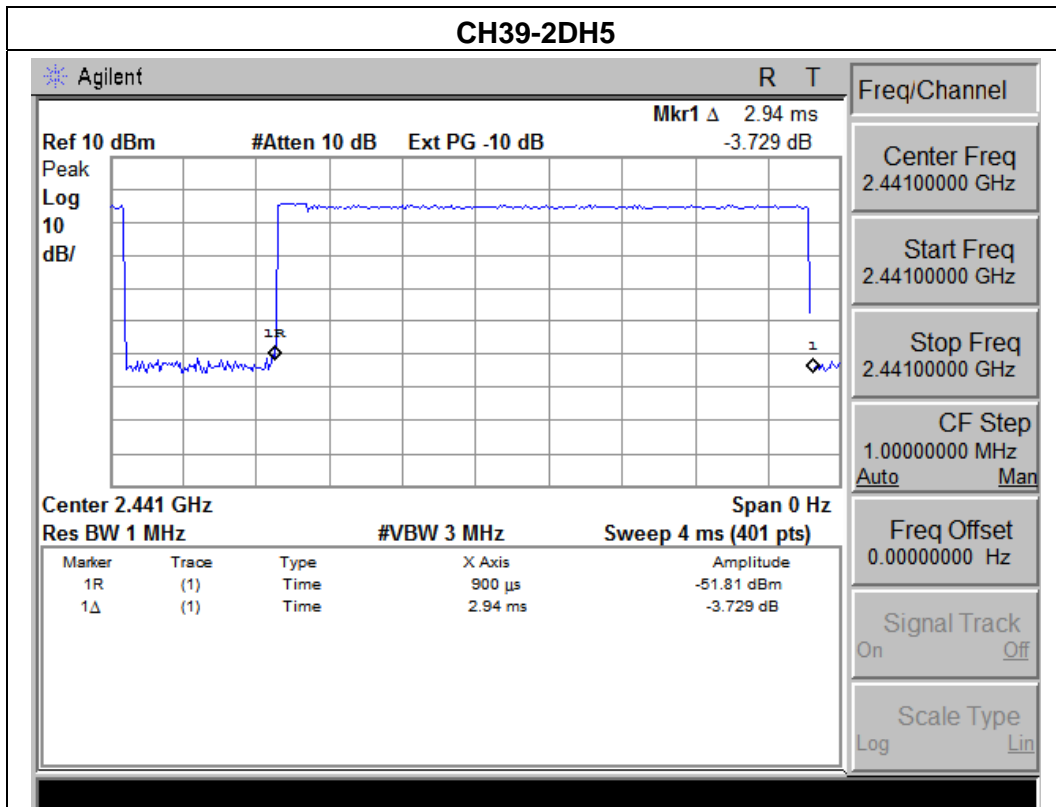 CH39-2DH5
Agilent R T
Mkr1 Δ 2.94 ms
Ref 10 dBm #Atten 10 dB Ext PG -10 dB -3.729 dB
Peak
Log
10
dB/
1R
1
Center 2.441 GHz Span 0 Hz
Res BW 1 MHz #VBW 3 MHz Sweep 4 ms (401 pts)
Marker Trace Type X Axis Amplitude
1R (1) Time 900 µs -51.81 dBm
1Δ (1) Time 2.94 ms -3.729 dB
Freq/Channel
Center Freq
2.44100000 GHz
Start Freq
2.44100000 GHz
Stop Freq
2.44100000 GHz
CF Step
1.00000000 MHz
Auto Man
Freq Offset
0.00000000 Hz
Signal Track
On Off
Scale Type
Log Lin